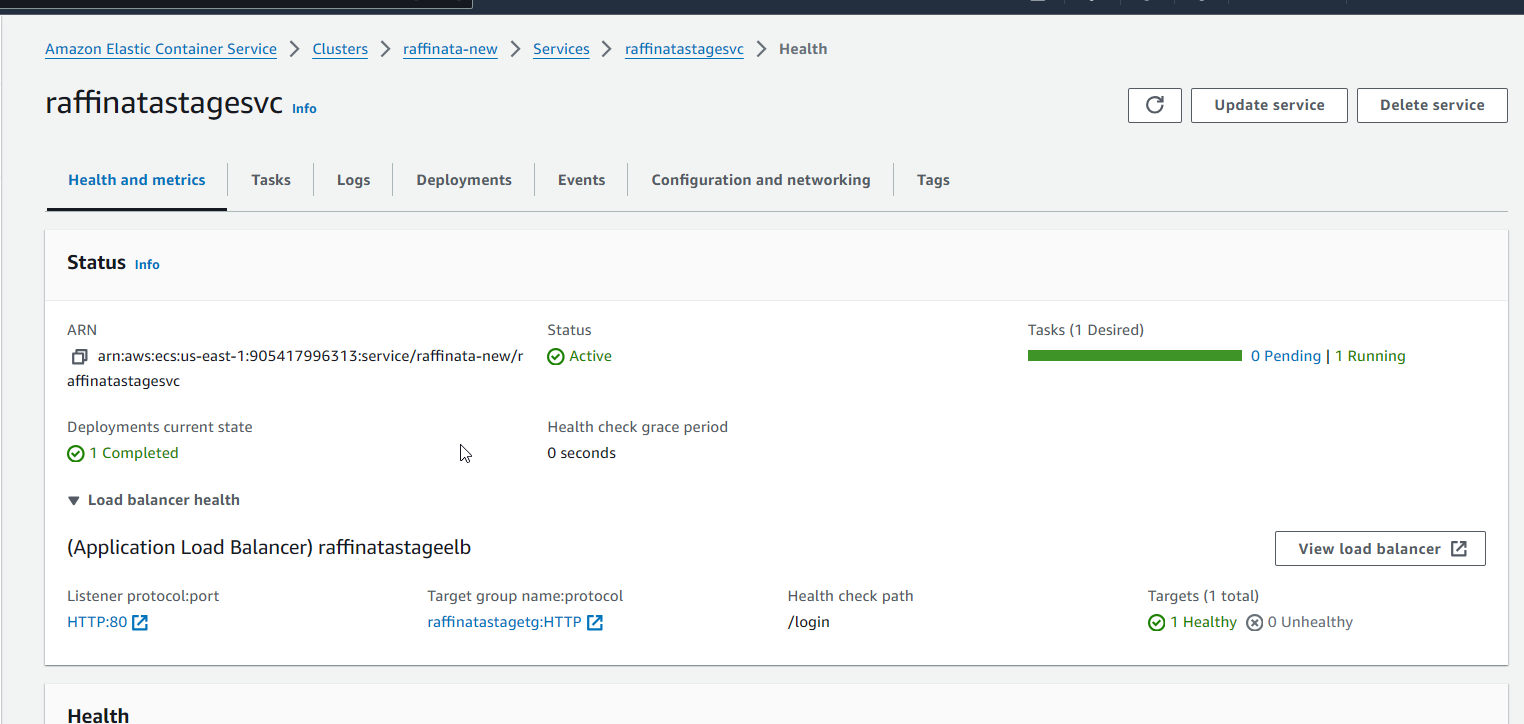 Amazon Elastic Container Service > Clusters > raffinata-new > Services > raffinatastagesvc > Health
raffinatastagesvc Info
Update service
Delete service
Health and metrics
Tasks
Logs
Deployments
Events
Configuration and networking
Tags
Status Info
ARN
arn:aws:ecs:us-east-1:905417996313:service/raffinata-new/r
affinatastagesvc
Status
Active
Tasks (1 Desired)
0 Pending | 1 Running
Deployments current state
1 Completed
Health check grace period
0 seconds
Load balancer health
(Application Load Balancer) raffinatastageelb
View load balancer
Listener protocol:port
HTTP:80
Target group name:protocol
raffinatastagetg:HTTP
Health check path
/login
Targets (1 total)
1 Healthy 0 Unhealthy
Health